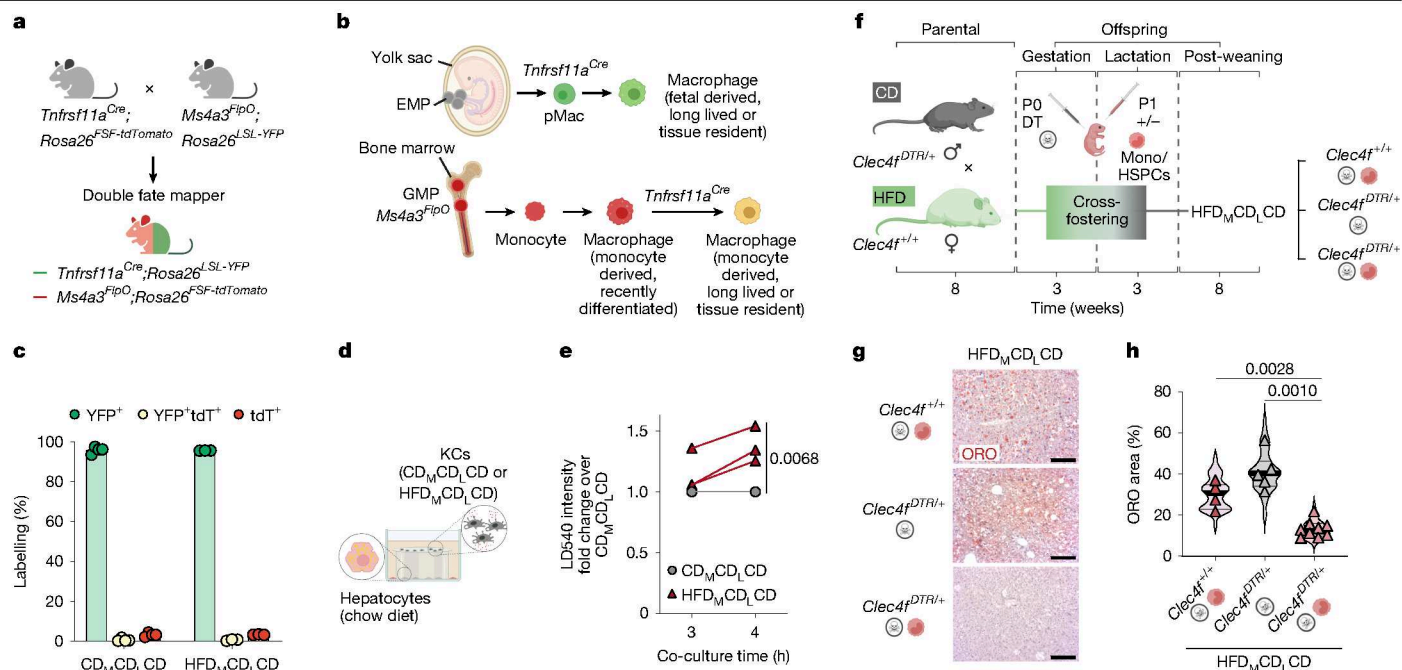 a
Tnfrsf11a^Cre;
Rosa26^FSF-tdTomato
×
Ms4a3^FlpO;
Rosa26^LSL-YFP
Double fate mapper
Tnfrsf11a^Cre;Rosa26^LSL-YFP
Ms4a3^FlpO;Rosa26^FSF-tdTomato
b
Yolk sac
EMP
Tnfrsf11a^Cre
pMac
Macrophage
(fetal derived,
long lived or
tissue resident)
Bone marrow
GMP
Ms4a3^FlpO
Monocyte
Macrophage
(monocyte
derived,
recently
differentiated)
Tnfrsf11a^Cre
Macrophage
(monocyte
derived,
long lived or
tissue resident)
c
YFP+ YFP+tdT+ tdT+
Labelling (%)
100
80
60
40
20
0
CD_MCD_LCD HFD_MCD_LCD
d
KCs
(CD_MCD_LCD or
HFD_MCD_LCD)
Hepatocytes
(chow diet)
e
LD540 intensity
fold change over
CD_MCD_LCD
1.5
1.0
0.5
0
0.0068
CD_MCD_LCD
HFD_MCD_LCD
3 4
Co-culture time (h)
f
Parental Offspring
Gestation Lactation Post-weaning
CD
Clec4f^DTR/+ ♂
×
HFD
Clec4f^+/+ ♀
P0
DT
P1
+/−
Mono/
HSPCs
Cross-
fostering
HFD_MCD_LCD
Clec4f^+/+
Clec4f^DTR/+
Clec4f^DTR/+
8 3 3 8
Time (weeks)
g
HFD_MCD_LCD
Clec4f^+/+
ORO
Clec4f^DTR/+
Clec4f^DTR/+
h
0.0028
0.0010
ORO area (%)
80
60
40
20
0
Clec4f^+/+ Clec4f^DTR/+ Clec4f^DTR/+
HFD_MCD_LCD